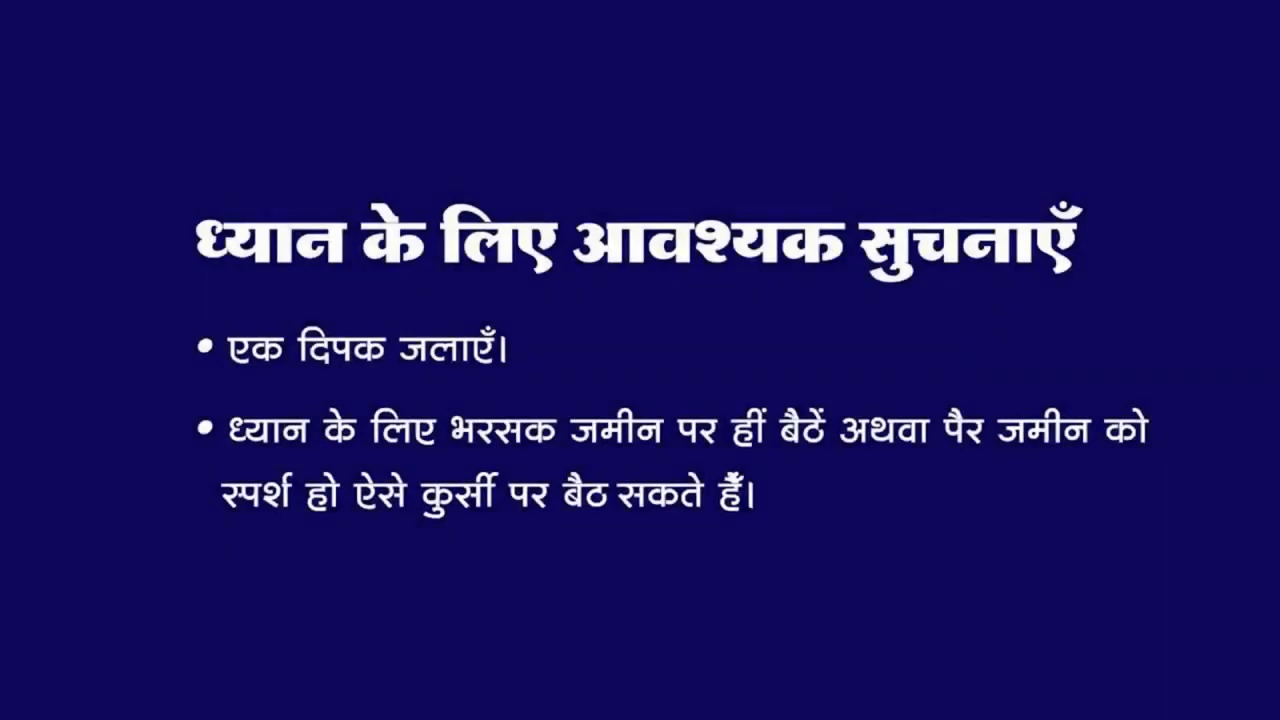 ध्यान के लिए आवश्यक सुचनाएँ
• एक दिपक जलाएँ।
• ध्यान के लिए भरसक जमीन पर हीं बैठें अथवा पैर जमीन को
स्पर्श हो ऐसे कुर्सी पर बैठ सकते हैँ।